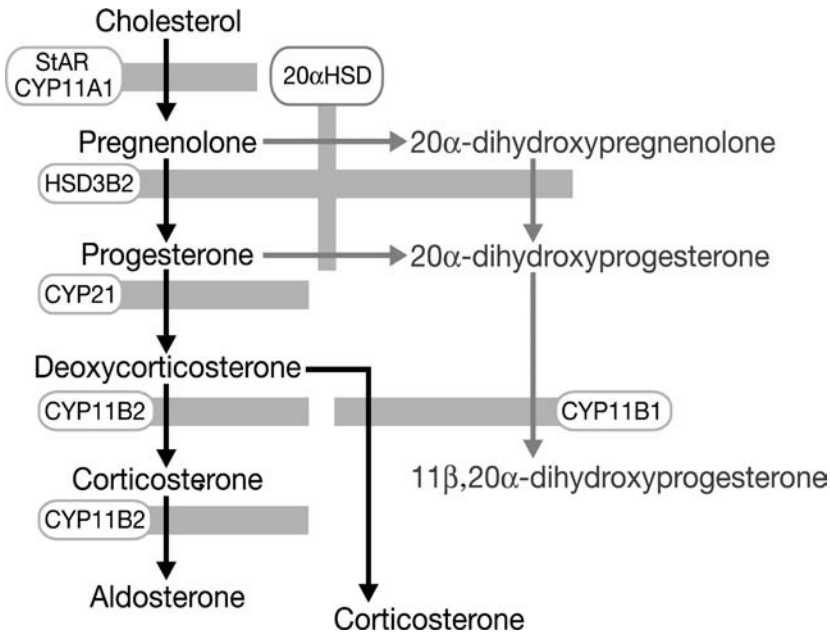 Cholesterol
StAR
CYP11A1
20αHSD
Pregnenolone
20α-dihydroxypregnenolone
HSD3B2
Progesterone
20α-dihydroxyprogesterone
CYP21
Deoxycorticosterone
CYP11B2
CYP11B1
Corticosterone
11β,20α-dihydroxyprogesterone
CYP11B2
Aldosterone
Corticosterone